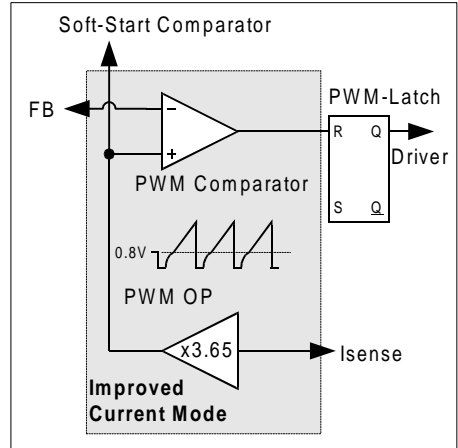 Soft-Start Comparator
FB
PWM-Latch
−
+
R Q
Driver
PWM Comparator
S Q
0.8V
PWM OP
x3.65
Isense
Improved
Current Mode